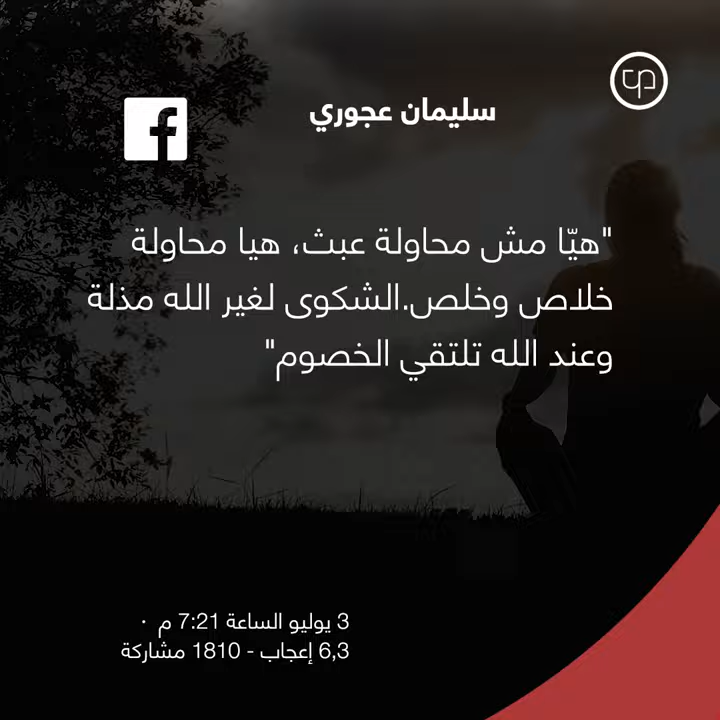 سليمان عجوري
"هيّا مش محاولة عبث، هيا محاولة
خلاص وخلص.الشكوى لغير الله مذلة
وعند الله تلتقي الخصوم"
3 يوليو الساعة 7:21 م ·
6,3 إعجاب - 1810 مشاركة